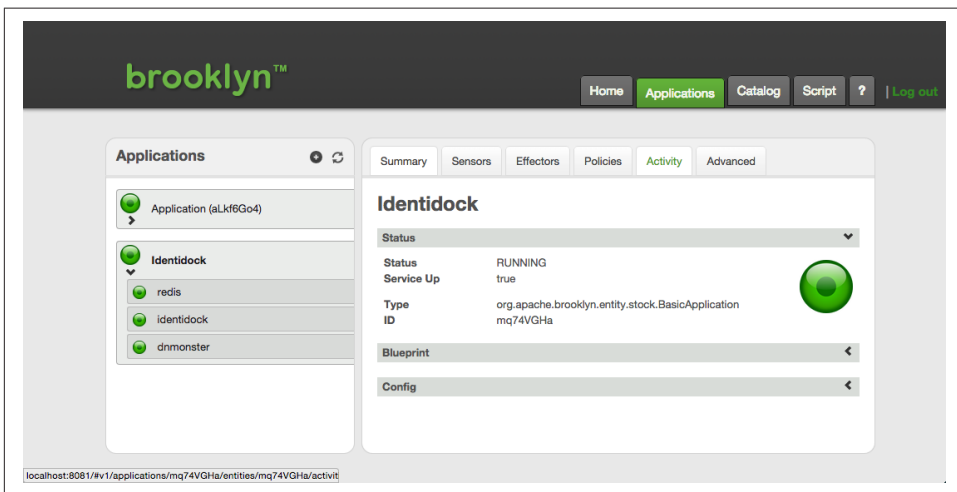 brooklyn™
Home Applications Catalog Script ? | Log out
Applications
Application (aLkf6Go4)
Identidock
redis
identidock
dnmonster
Summary Sensors Effectors Policies Activity Advanced
Identidock
Status
Status RUNNING
Service Up true
Type org.apache.brooklyn.entity.stock.BasicApplication
ID mq74VGHa
Blueprint
Config
localhost:8081/#v1/applications/mq74VGHa/entities/mq74VGHa/activit